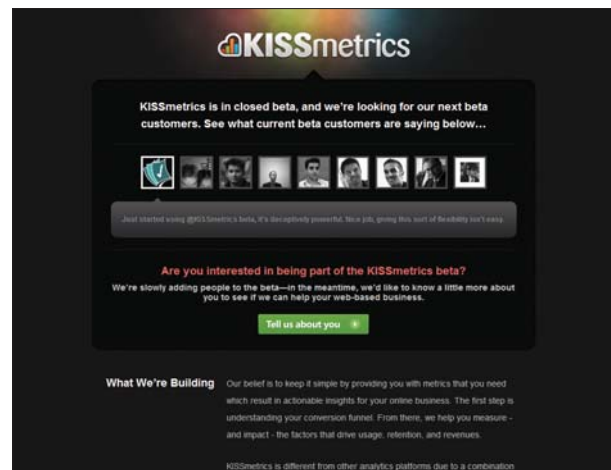 KISSmetrics
KISSmetrics is in closed beta, and we're looking for our next beta
customers. See what current beta customers are saying below…
Just started using @KISSmetrics beta, it's deceptively powerful. Nice job, giving this sort of flexibility isn't easy.
Are you interested in being part of the KISSmetrics beta?
We're slowly adding people to the beta—in the meantime, we'd like to know a little more about
you to see if we can help your web-based business.
Tell us about you
What We're Building
Our belief is to keep it simple by providing you with metrics that you need
which result in actionable insights for your online business. The first step is
understanding your conversion funnel. From there, we help you measure -
and impact - the factors that drive usage, retention, and revenues.
KISSmetrics is different from other analytics platforms due to a combination